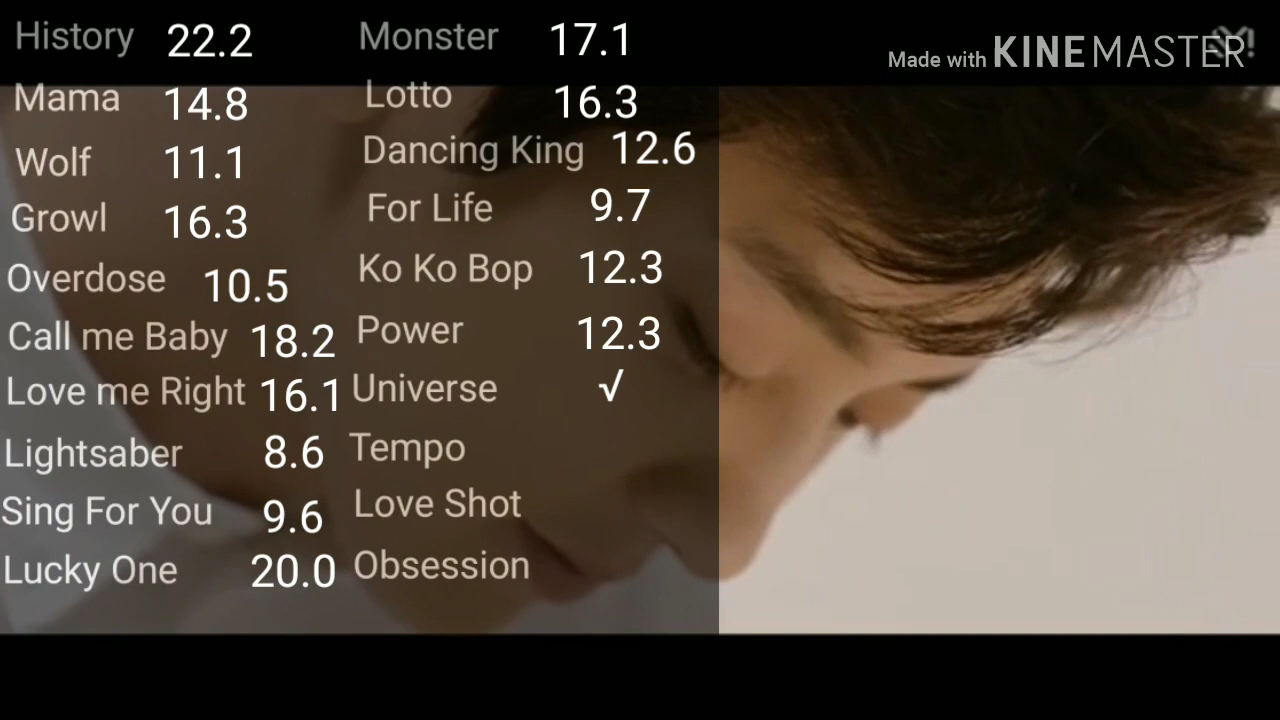 History 22.2
Mama 14.8
Wolf 11.1
Growl 16.3
Overdose 10.5
Call me Baby 18.2
Love me Right 16.1
Lightsaber 8.6
Sing For You 9.6
Lucky One 20.0
Monster 17.1
Lotto 16.3
Dancing King 12.6
For Life 9.7
Ko Ko Bop 12.3
Power 12.3
Universe √
Tempo
Love Shot
Obsession
Made with KINEMASTER